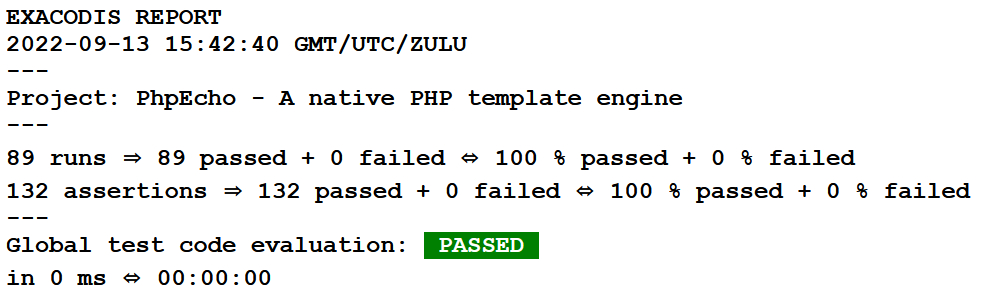 EXACODIS REPORT
2022-09-13 15:42:40 GMT/UTC/ZULU
---
Project: PhpEcho - A native PHP template engine
---
89 runs ⇒ 89 passed + 0 failed ⇔ 100 % passed + 0 % failed
132 assertions ⇒ 132 passed + 0 failed ⇔ 100 % passed + 0 % failed
---
Global test code evaluation: PASSED
in 0 ms ⇔ 00:00:00